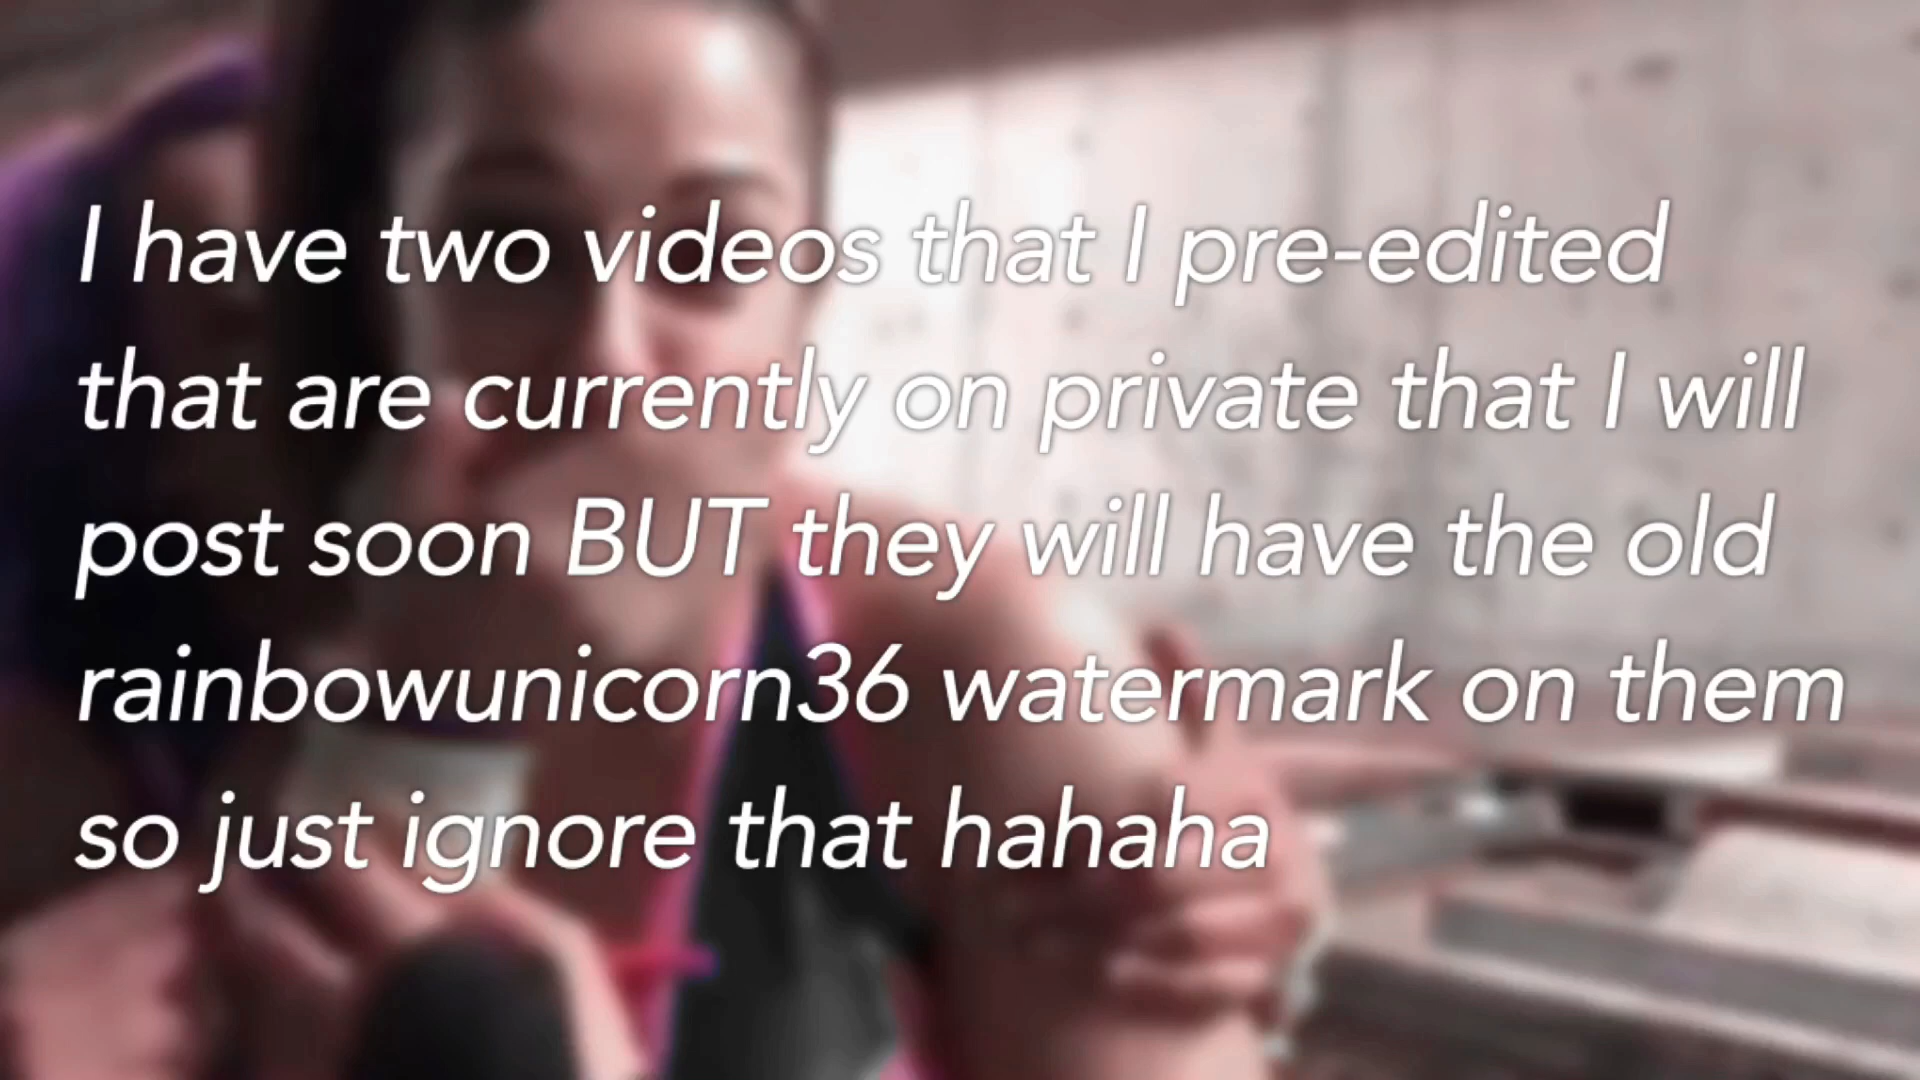 I have two videos that I pre-edited
that are currently on private that I will
post soon BUT they will have the old
rainbowunicorn36 watermark on them
so just ignore that hahaha